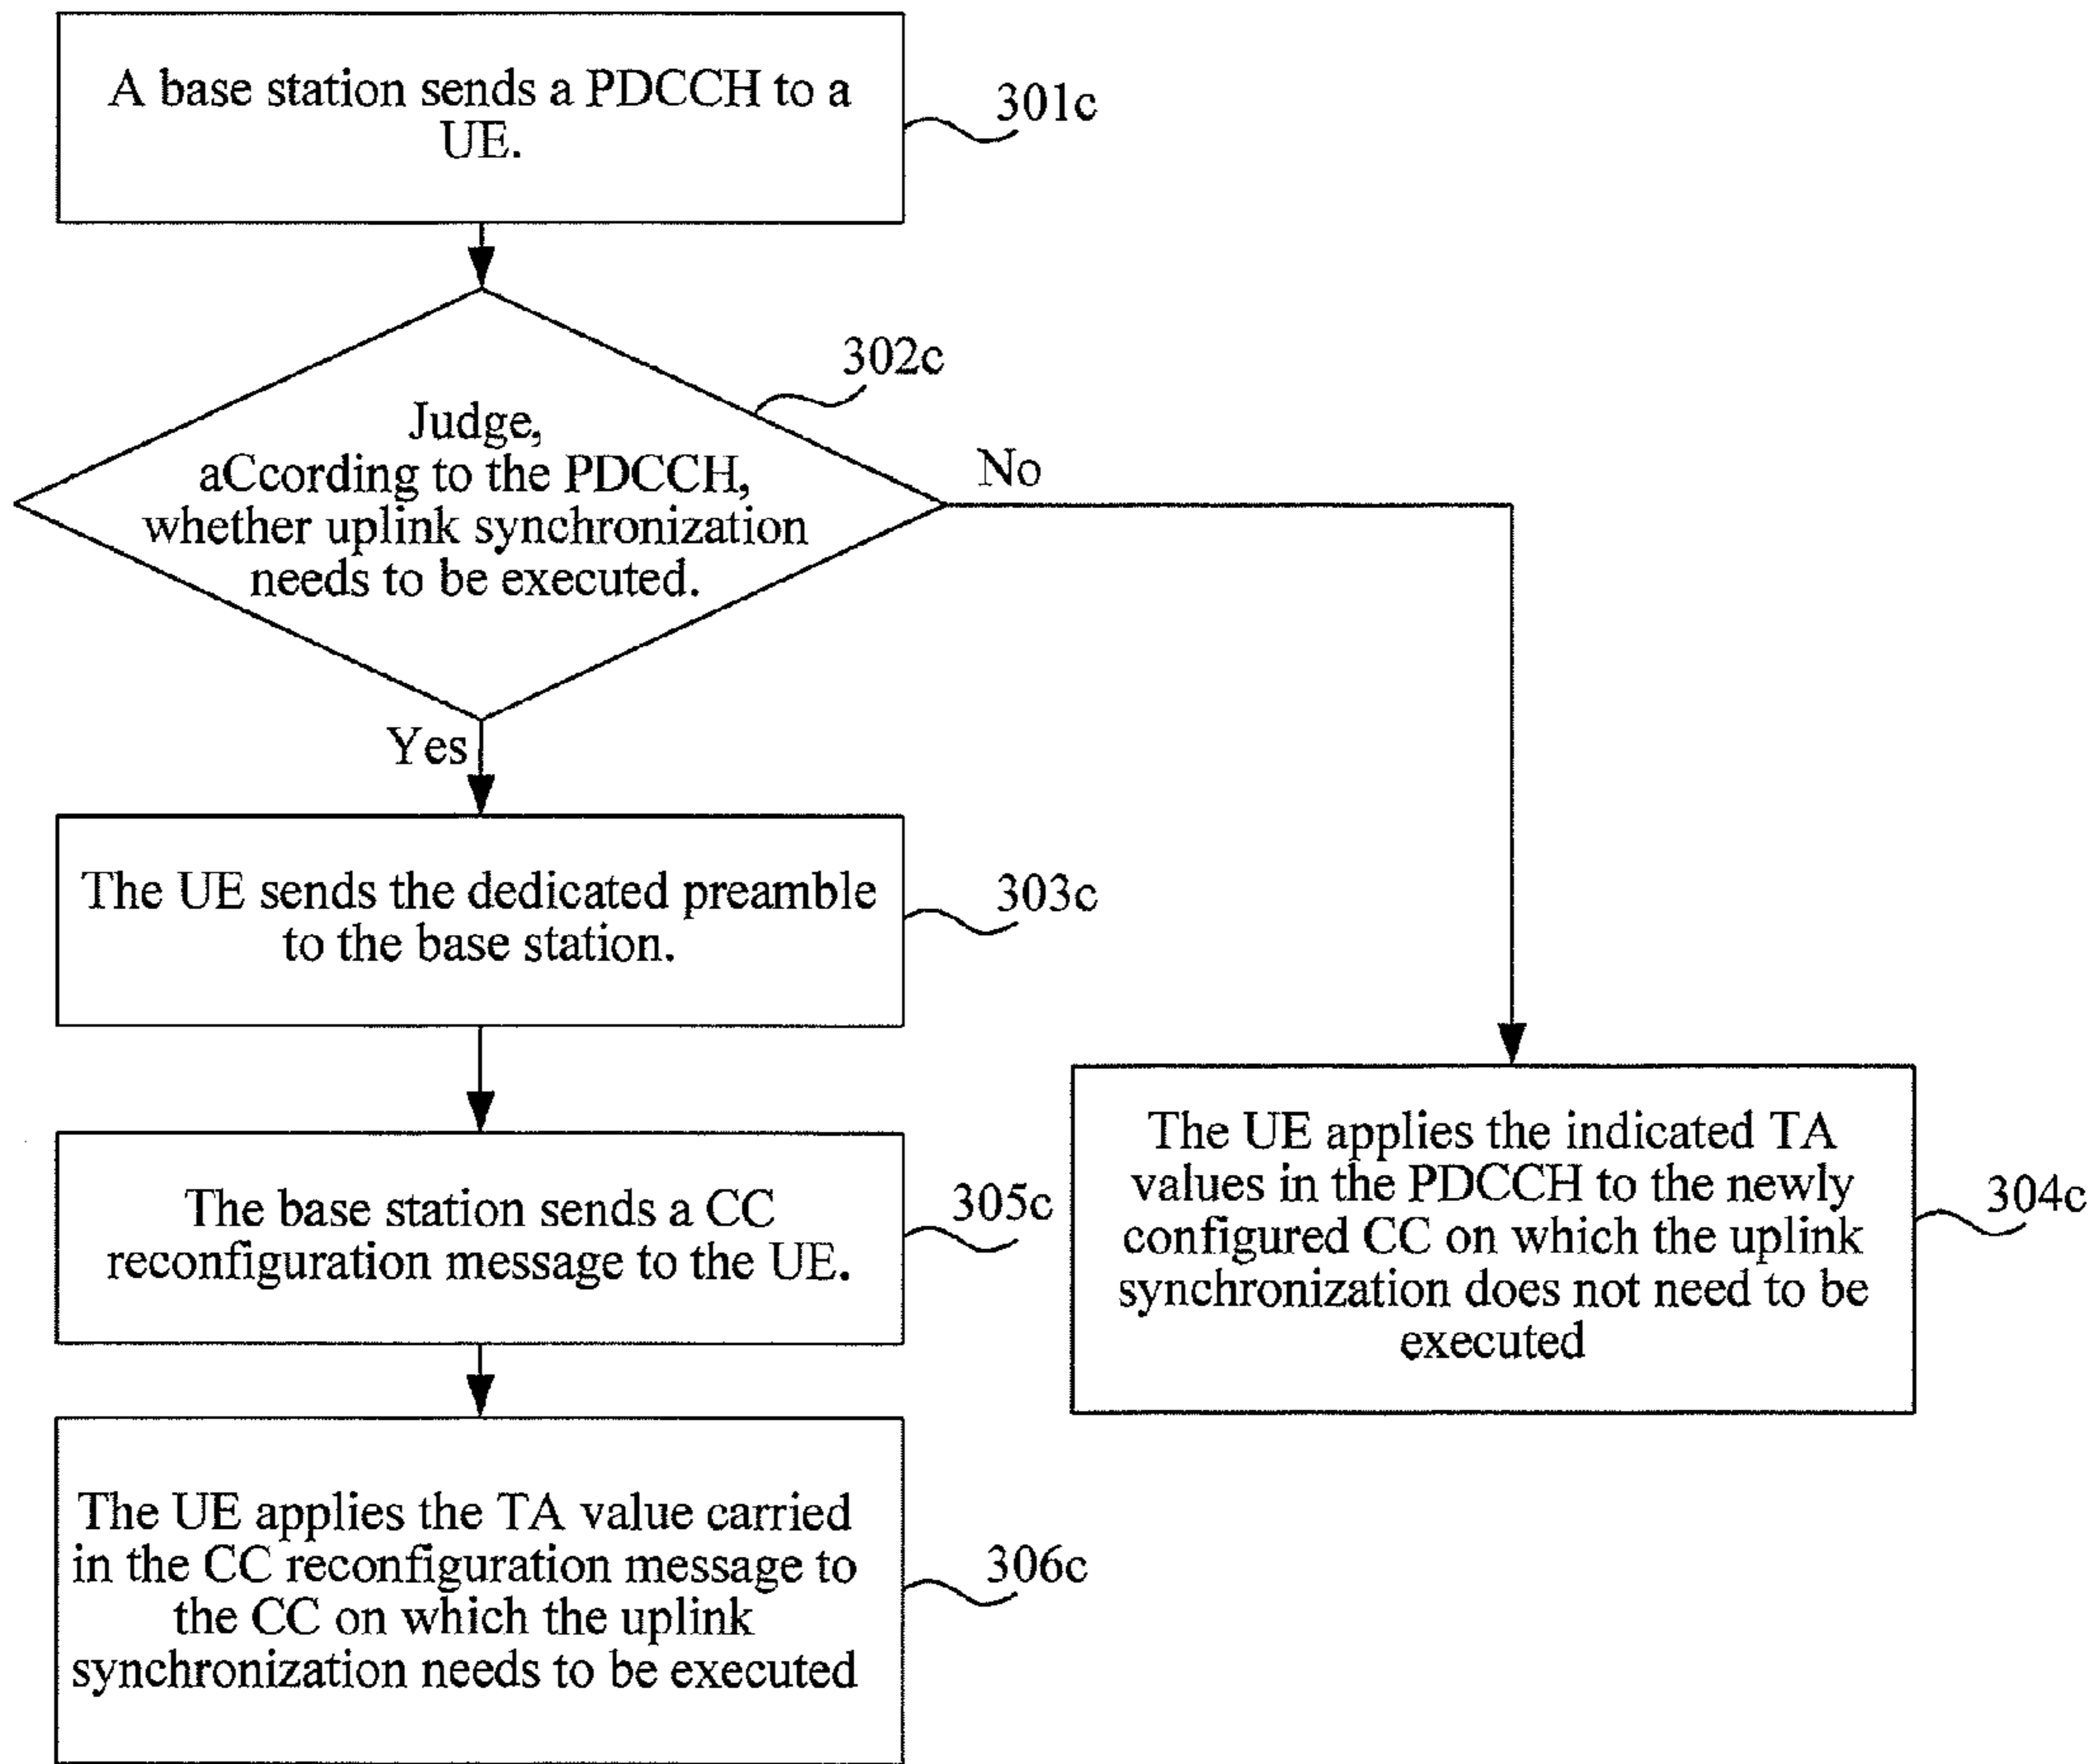 A base station sends a PDCCH to a
UE.
301c
302c
Judge,
aCcording to the PDCCH,
whether uplink synchronization
needs to be executed.
No
Yes
The UE sends the dedicated preamble
to the base station.
303c
The base station sends a CC
reconfiguration message to the UE.
305c
The UE applies the indicated TA
values in the PDCCH to the newly
configured CC on which the uplink
synchronization does not need to be
executed
304c
The UE applies the TA value carried
in the CC reconfiguration message to
the CC on which the uplink
synchronization needs to be executed
306c